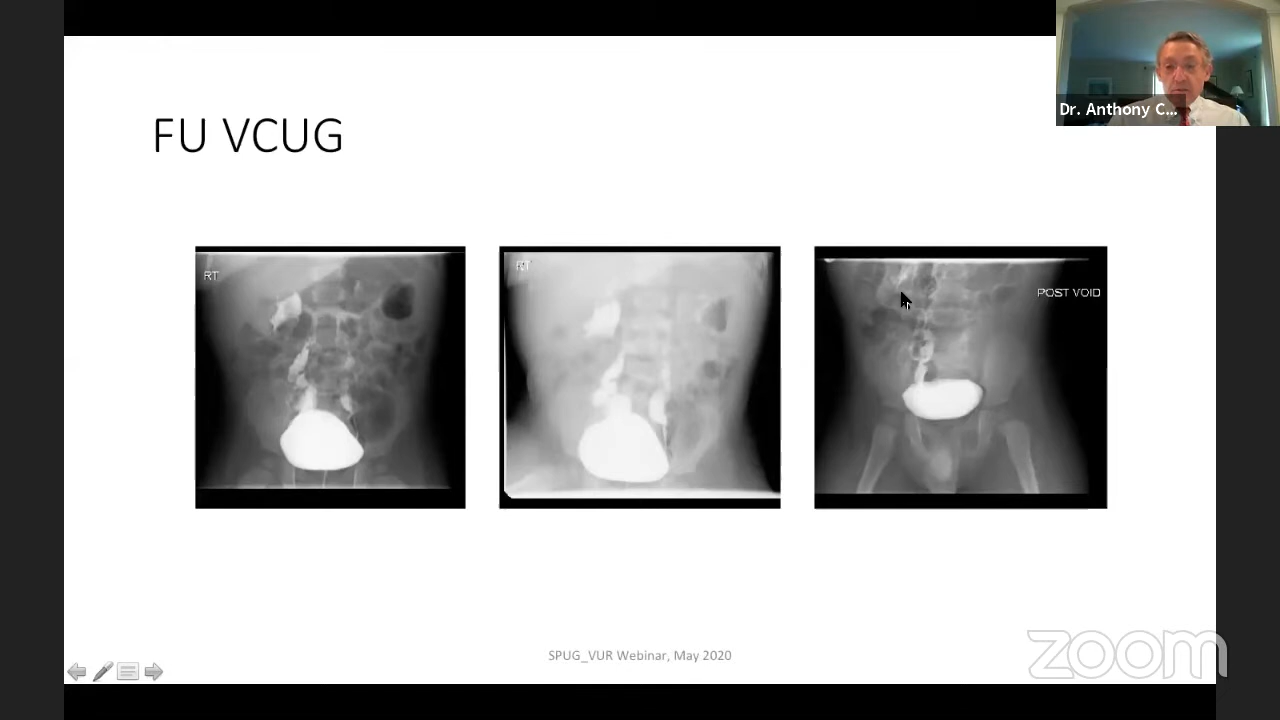 Dr. Anthony C...
FU VCUG
RT
RT
POST VOID
SPUG_VUR Webinar, May 2020
zoom